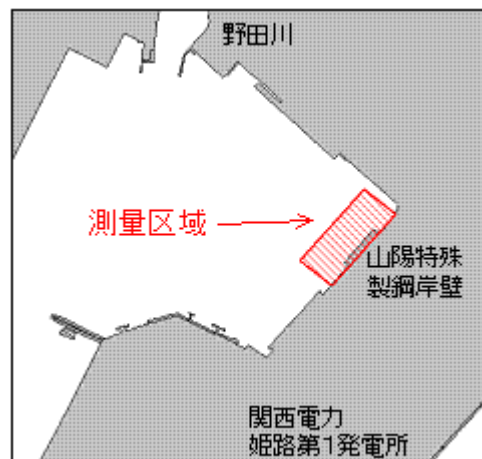 野田川
測量区域
山陽特殊
製鋼岸壁
関西電力
姫路第1発電所